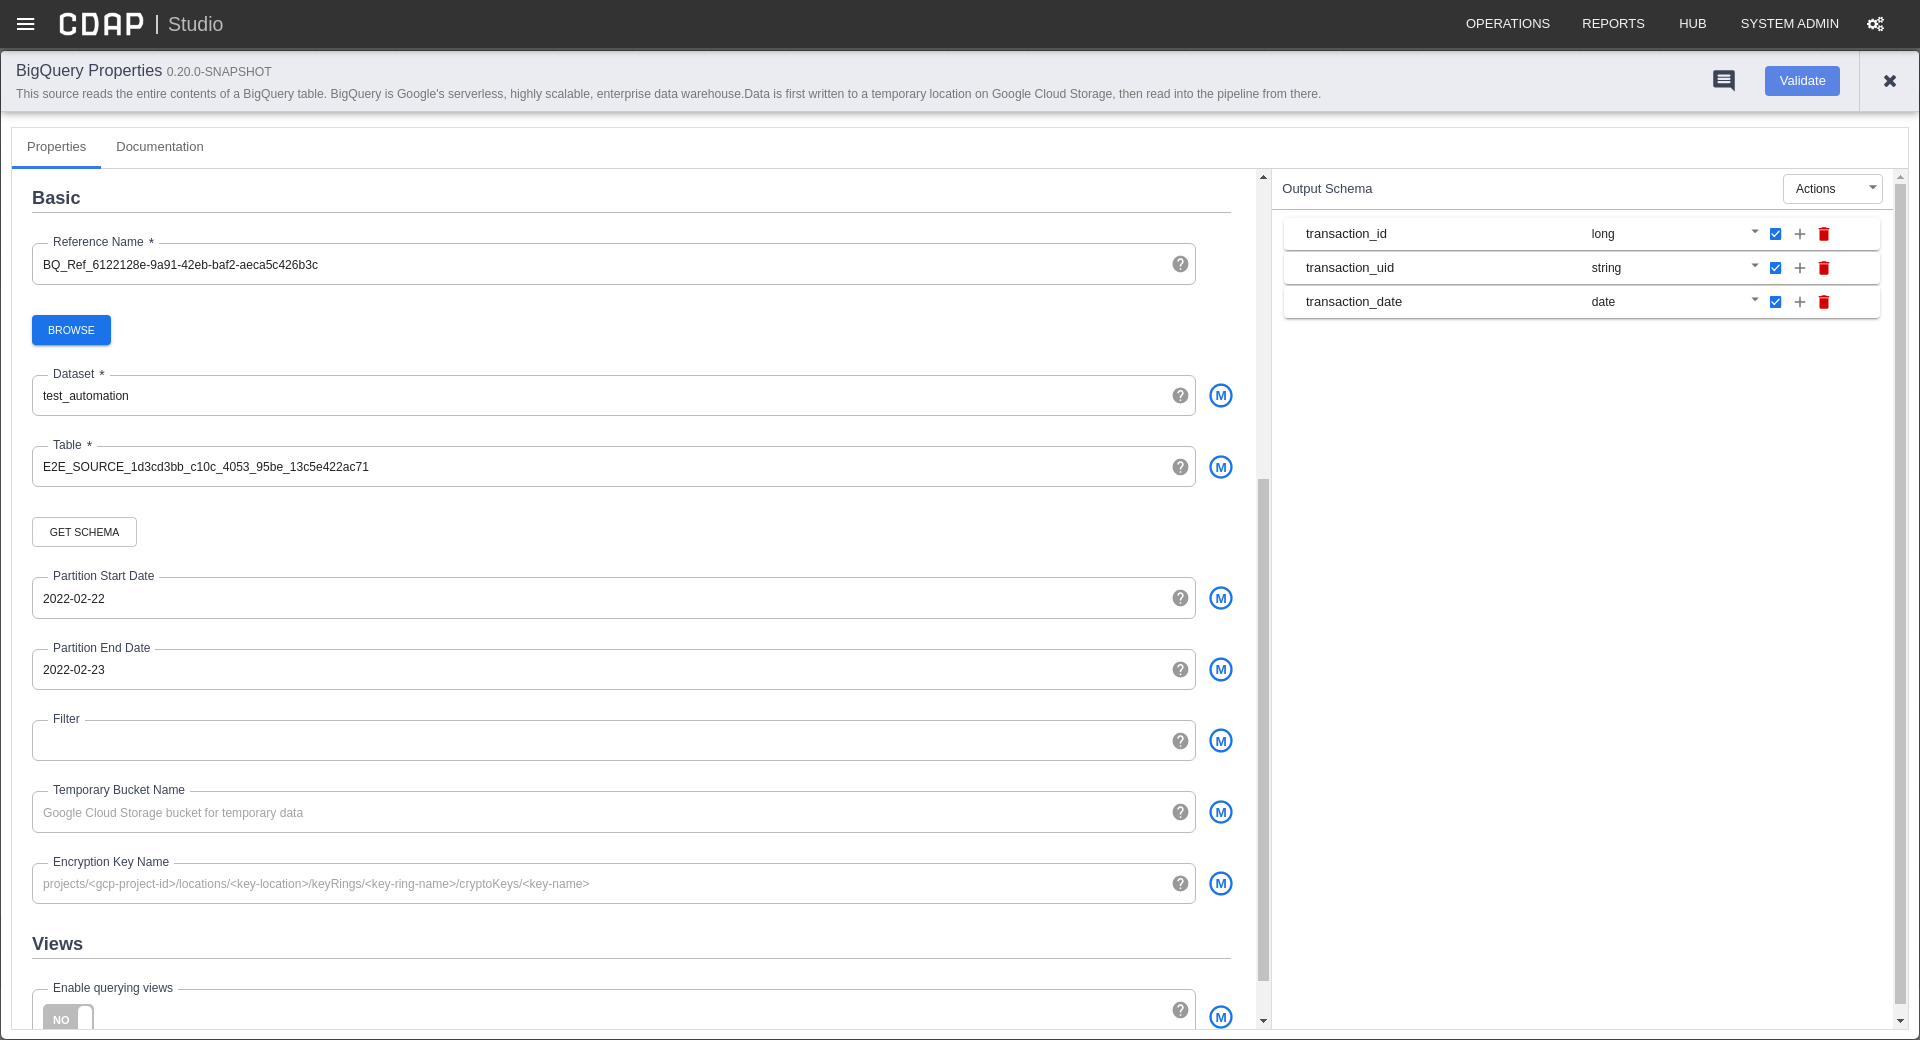 CDAP | Studio
OPERATIONS REPORTS HUB SYSTEM ADMIN
BigQuery Properties 0.20.0-SNAPSHOT
This source reads the entire contents of a BigQuery table. BigQuery is Google's serverless, highly scalable, enterprise data warehouse.Data is first written to a temporary location on Google Cloud Storage, then read into the pipeline from there.
Validate
Properties Documentation
Basic
Reference Name *
BQ_Ref_6122128e-9a91-42eb-baf2-aeca5c426b3c
BROWSE
Dataset *
test_automation
M
Table *
E2E_SOURCE_1d3cd3bb_c10c_4053_95be_13c5e422ac71
M
GET SCHEMA
Partition Start Date
2022-02-22
M
Partition End Date
2022-02-23
M
Filter
M
Temporary Bucket Name
Google Cloud Storage bucket for temporary data
M
Encryption Key Name
projects/<gcp-project-id>/locations/<key-location>/keyRings/<key-ring-name>/cryptoKeys/<key-name>
M
Views
Enable querying views
NO
M
Output Schema
Actions
transaction_id long
transaction_uid string
transaction_date date